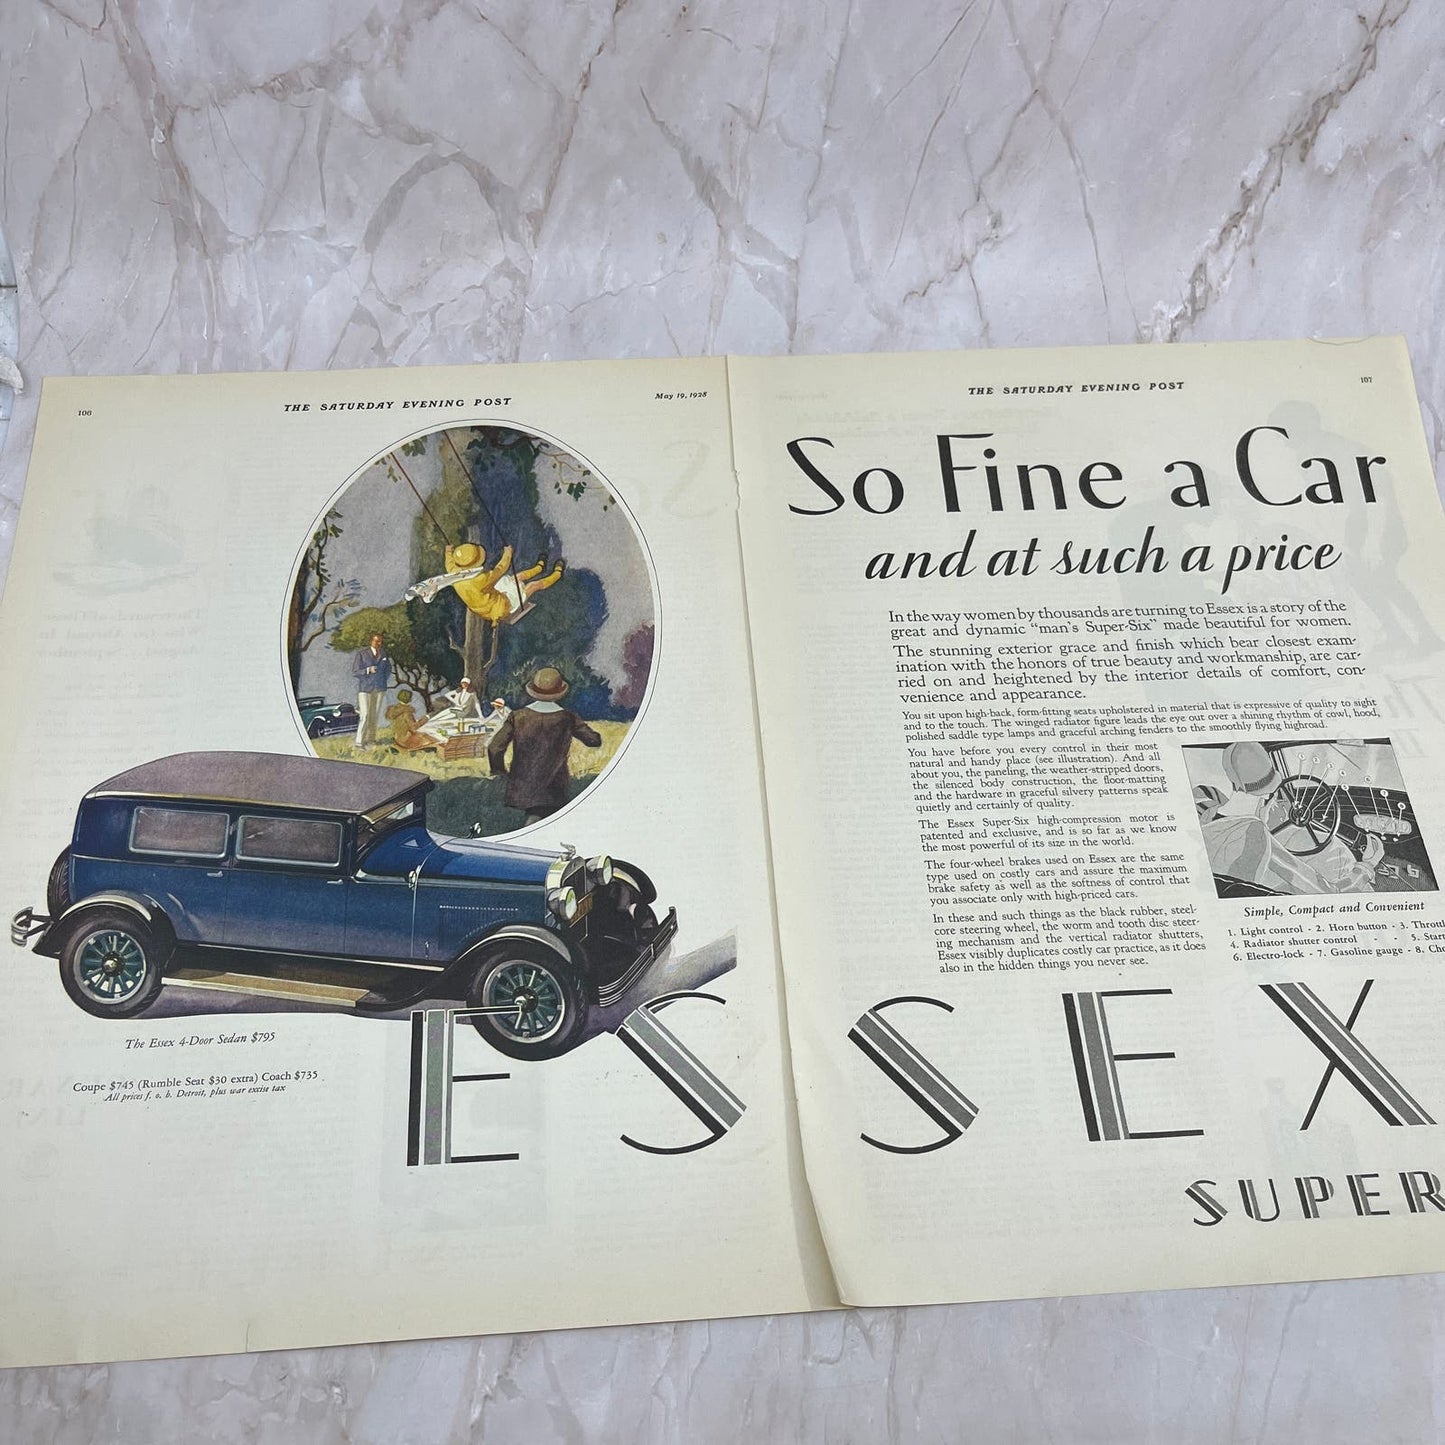 106
THE SATURDAY EVENING POST
May 19, 1928
The Essex 4-Door Sedan $795
Coupe $745 (Rumble Seat $30 extra) Coach $735
All prices f. o. b. Detroit, plus war excise tax
THE SATURDAY EVENING POST
107
So Fine a Car
and at such a price
In the way women by thousands are turning to Essex is a story of the
great and dynamic "man's Super-Six" made beautiful for women.
The stunning exterior grace and finish which bear closest exam-
ination with the honors of true beauty and workmanship, are car-
ried on and heightened by the interior details of comfort, con-
venience and appearance.
You sit upon high-back, form-fitting seats upholstered in material that is expressive of quality to sight
and to the touch. The winged radiator figure leads the eye out over a shining rhythm of cowl, hood,
polished saddle type lamps and graceful arching fenders to the smoothly flying highroad.
You have before you every control in their most
natural and handy place (see illustration). And all
about you, the paneling, the weather-stripped doors,
the silenced body construction, the floor-matting
and the hardware in graceful silvery patterns speak
quietly and certainly of quality.
The Essex Super-Six high-compression motor is
patented and exclusive, and is so far as we know
the most powerful of its size in the world.
The four-wheel brakes used on Essex are the same
type used on costly cars and assure the maximum
brake safety as well as the softness of control that
you associate only with high-priced cars.
In these and such things as the black rubber, steel-
core steering wheel, the worm and tooth disc steer-
ing mechanism and the vertical radiator shutters,
Essex visibly duplicates costly car practice, as it does
also in the hidden things you never see.
Simple, Compact and Convenient
1. Light control - 2. Horn button - 3. Thrott
4. Radiator shutter control - - 5. Start
6. Electro-lock - 7. Gasoline gauge - 8. Cho
ES SEX
SUPER